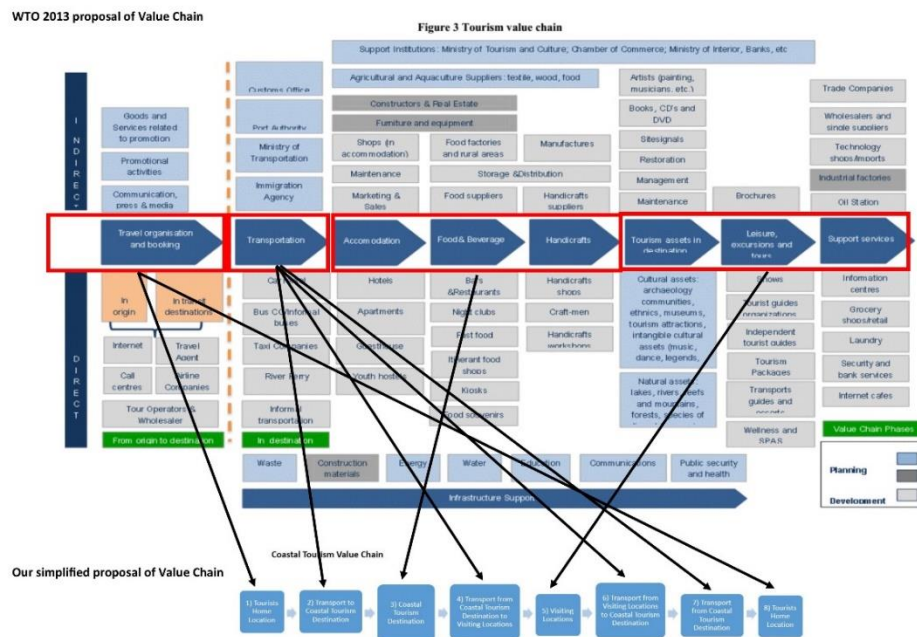 WTO 2013 proposal of Value Chain
Figure 3 Tourism value chain
Support Institutions: Ministry of Tourism and Culture; Chamber of Commerce; Ministry of Interior, Banks, etc
Agricultural and Aquaculture Suppliers: textile, wood, food
Constructors & Real Estate
Furniture and equipment
INDIREC
Goods and
Services related
to promotion
Promotional
activities
Communication,
press & media
Customs Office
Port Authority
Ministry of
Transportation
Immigration
Agency
Shops (in
accommodation)
Maintenance
Marketing &
Sales
Food factories
and rural areas
Storage &Distribution
Food suppliers
Manufactures
Handicrafts
suppliers
Artists (painting,
musicians, etc.)
Books, CD's and
DVD
Sitesignals
Restoration
Management
Maintenance
Brochures
Trade Companies
Wholesalers and
single suppliers
Technology
shops/imports
Industrial factories
Oil Station
Travel organisation
and booking
Transportation
Accomodation
Food& Beverage
Handicrafts
Tourism assets in
destination
Leisure,
excursions and
tours
Support services
DIRECT
In
origin
In transit
destinations
Internet
Travel
Agent
Call
centres
Airline
Companies
Tour Operators &
Wholesaler
From origin to destination
Car rental
Bus CO/Informal
buses
Taxi Companies
River Ferry
Informal
transportation
In destination
Hotels
Apartments
Guesthouse
Youth hostels
Bars
&Restaurants
Night clubs
Fast food
Itinerant food
shops
Kiosks
Food souvenirs
Handicrafts
shops
Craft-men
Handicrafts
workshops
Cultural assets:
archaeology
communities,
ethnics, museums,
tourism attractions,
intangible cultural
assets (music,
dance, legends,
Natural assets:
lakes, rivers, reefs
and mountains,
forests, species of
Shows
Tourist guides
organizations
Independent
tourist guides
Tourism
Packages
Transports
guides and
Wellness and
SPAS
Information
centres
Grocery
shops/retail
Laundry
Security and
bank services
Internet cafes
Value Chain Phases
Planning
Development
Waste
Construction
materials
Energy
Water
Education
Communications
Public security
and health
Infrastructure Support
Coastal Tourism Value Chain
Our simplified proposal of Value Chain
1) Tourists
Home
Location
2) Transport to
Coastal Tourism
Destination
3) Coastal
Tourism
Destination
4) Transport from
Coastal Tourism
Destination to
Visiting Locations
5) Visiting
Locations
6) Transport from
Visiting Locations
to Coastal Tourism
Destination
7) Transport
from Coastal
Tourism
Destination
8) Tourists
Home
Location